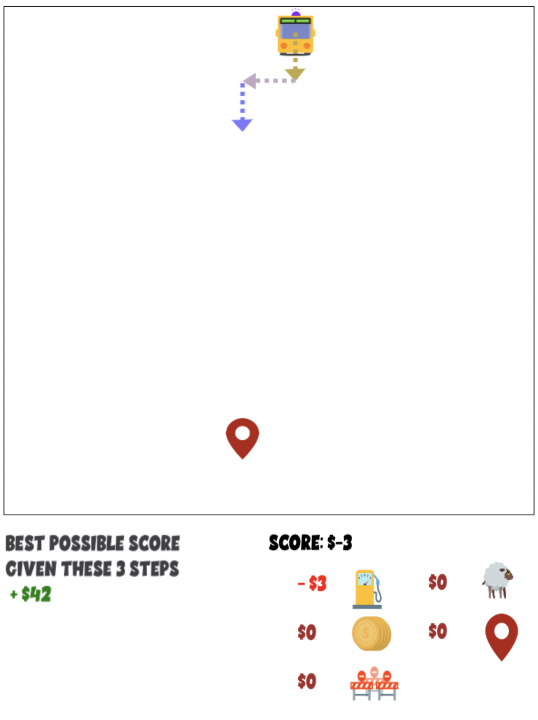 BEST POSSIBLE SCORE
GIVEN THESE 3 STEPS
+ $42
SCORE: $-3
- $3
$0
$0
$0
$0